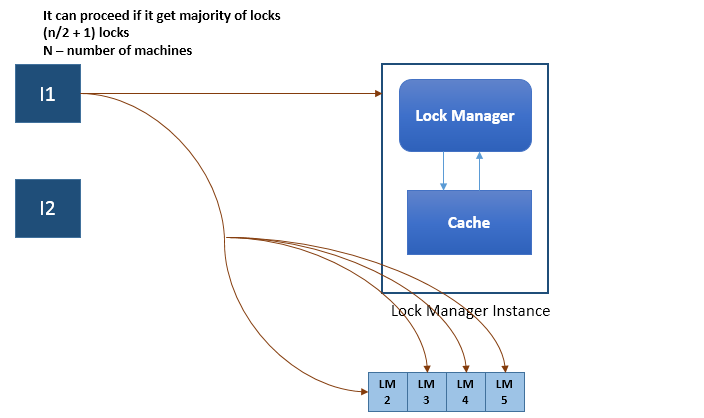 It can proceed if it get majority of locks
(n/2 + 1) locks
N – number of machines
I1
Lock Manager
I2
Cache
Lock Manager Instance
LM LM LM LM
2 3 4 5